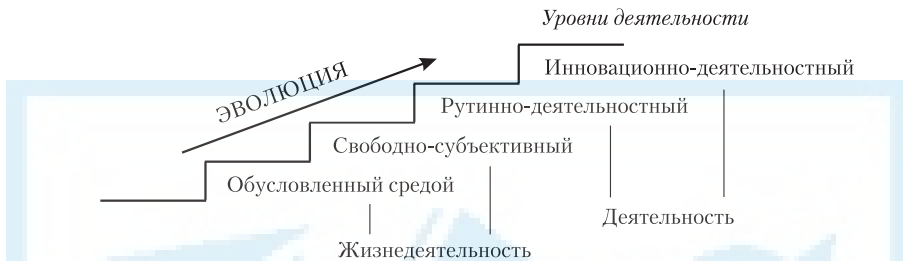 Уровни деятельности
ЭВОЛЮЦИЯ
Инновационно-деятельностный
Рутинно-деятельностный
Свободно-субъективный
Обусловленный средой
Деятельность
Жизнедеятельность